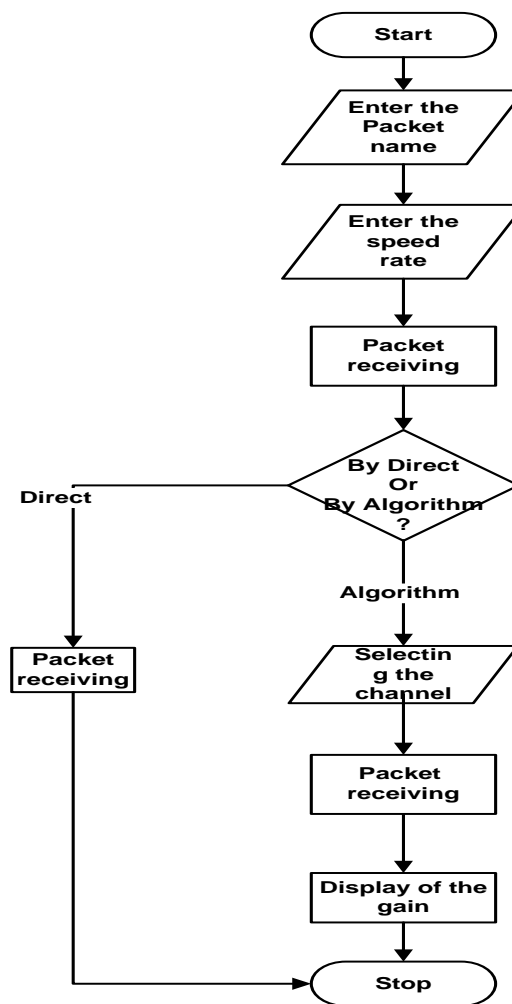 Start
Enter the
Packet
name
Enter the
speed
rate
Packet
receiving
By Direct
Or
By Algorithm
?
Direct
Algorithm
Packet
receiving
Selectin
g the
channel
Packet
receiving
Display of the
gain
Stop